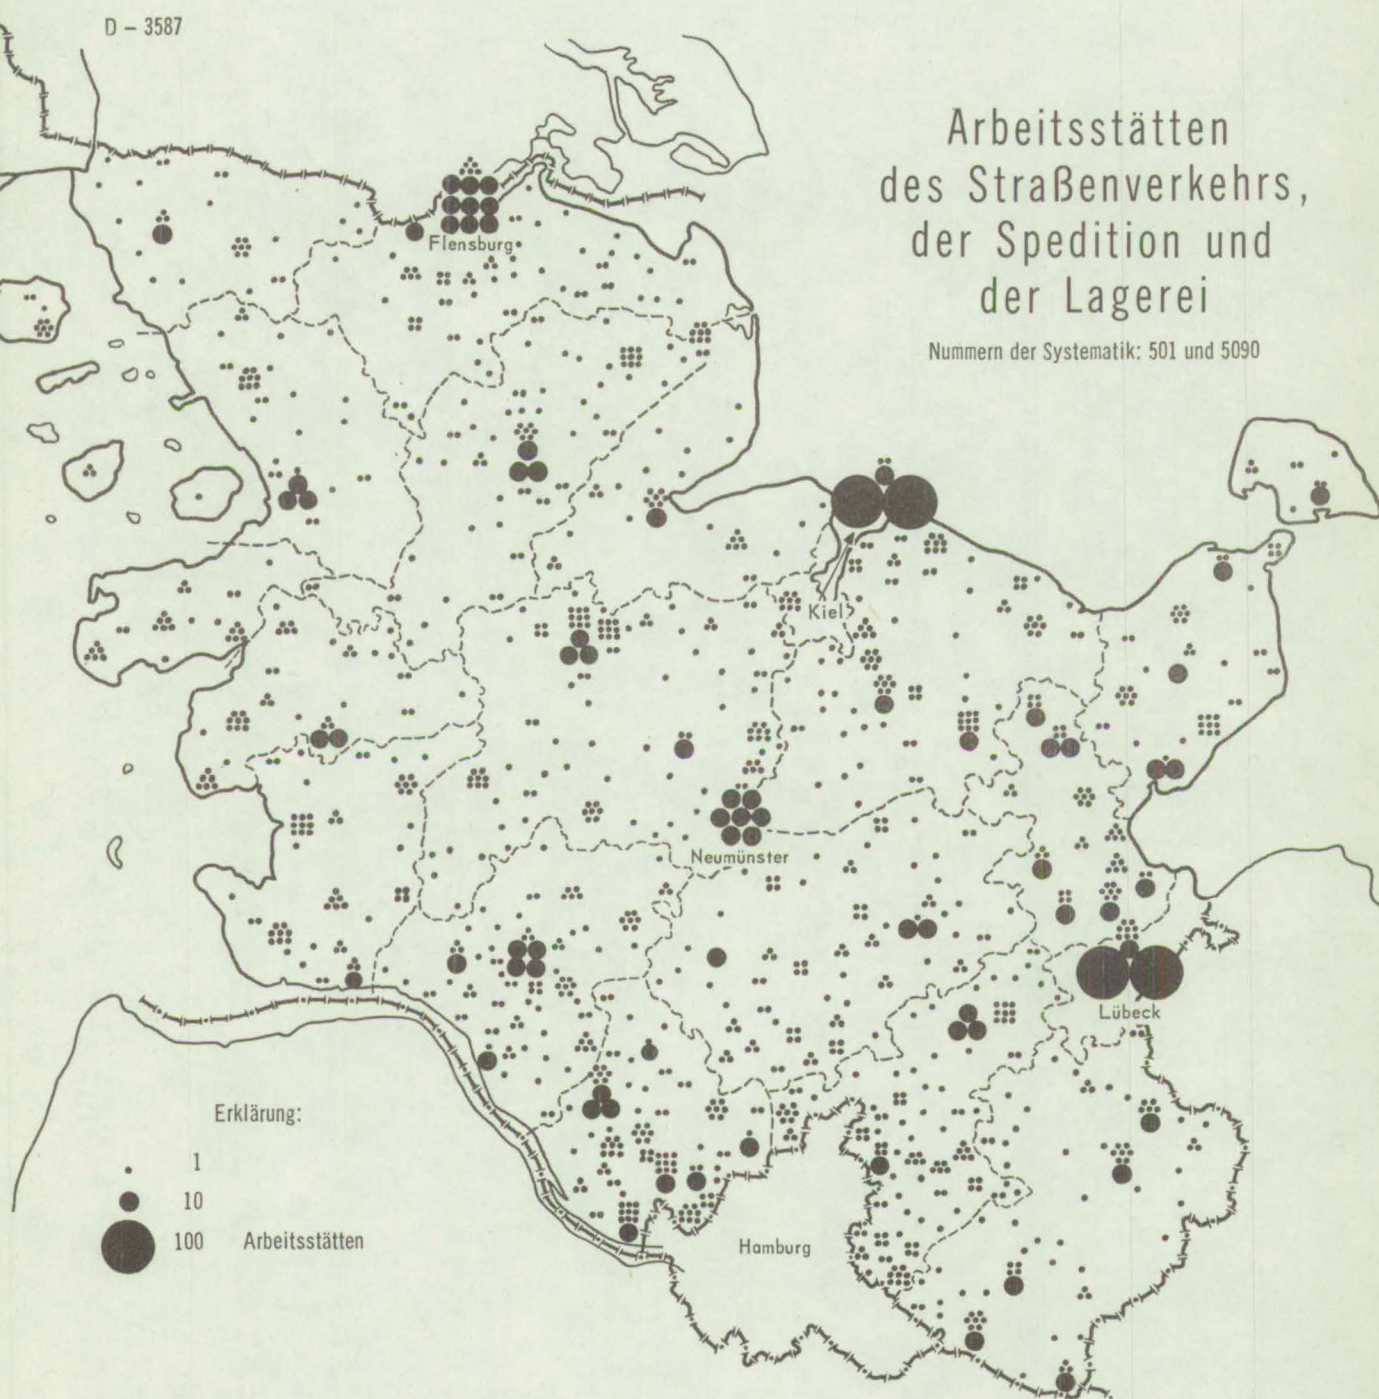 D – 3587
Arbeitsstätten
des Straßenverkehrs,
der Spedition und
der Lagerei
Nummern der Systematik: 501 und 5090
Flensburg
Kiel
Neumünster
Lübeck
Hamburg
Erklärung:
1
10
100 Arbeitsstätten